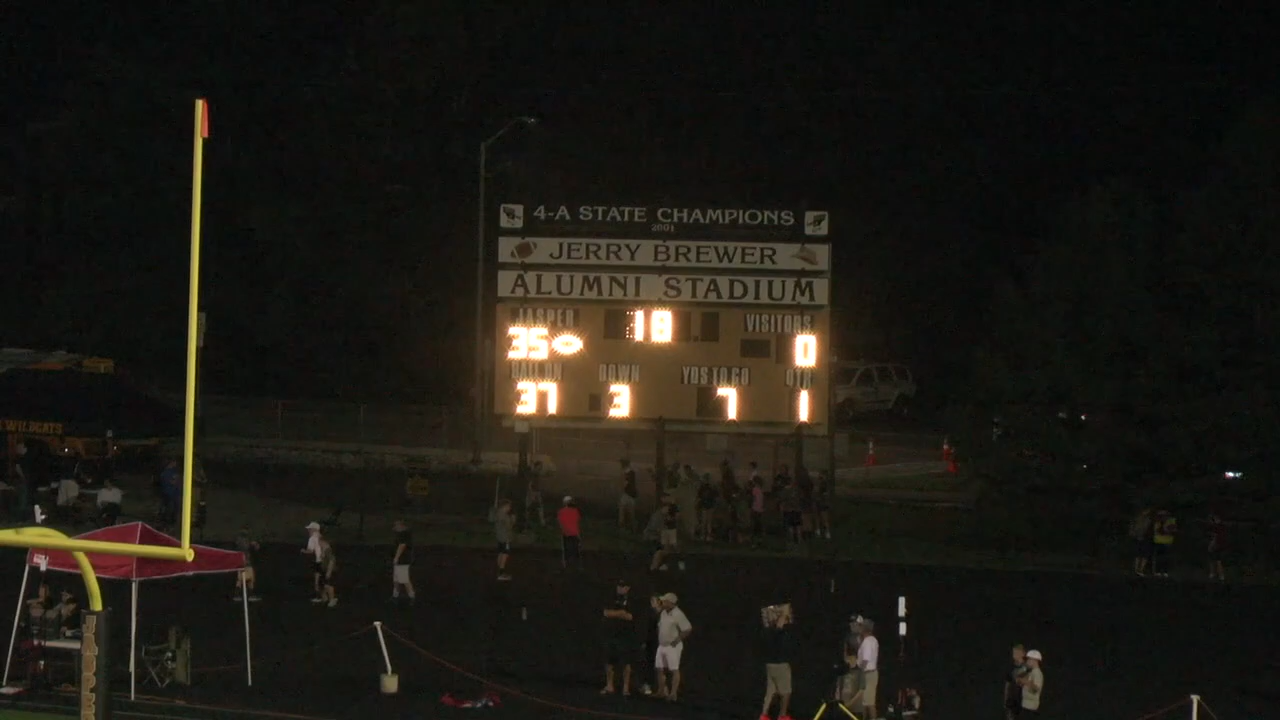 4-A STATE CHAMPIONS
2001
JERRY BREWER
ALUMNI STADIUM
JASPER 18 VISITORS
35 0
BALL ON DOWN YDS TO GO QTR
37 3 7 1
WILDCATS